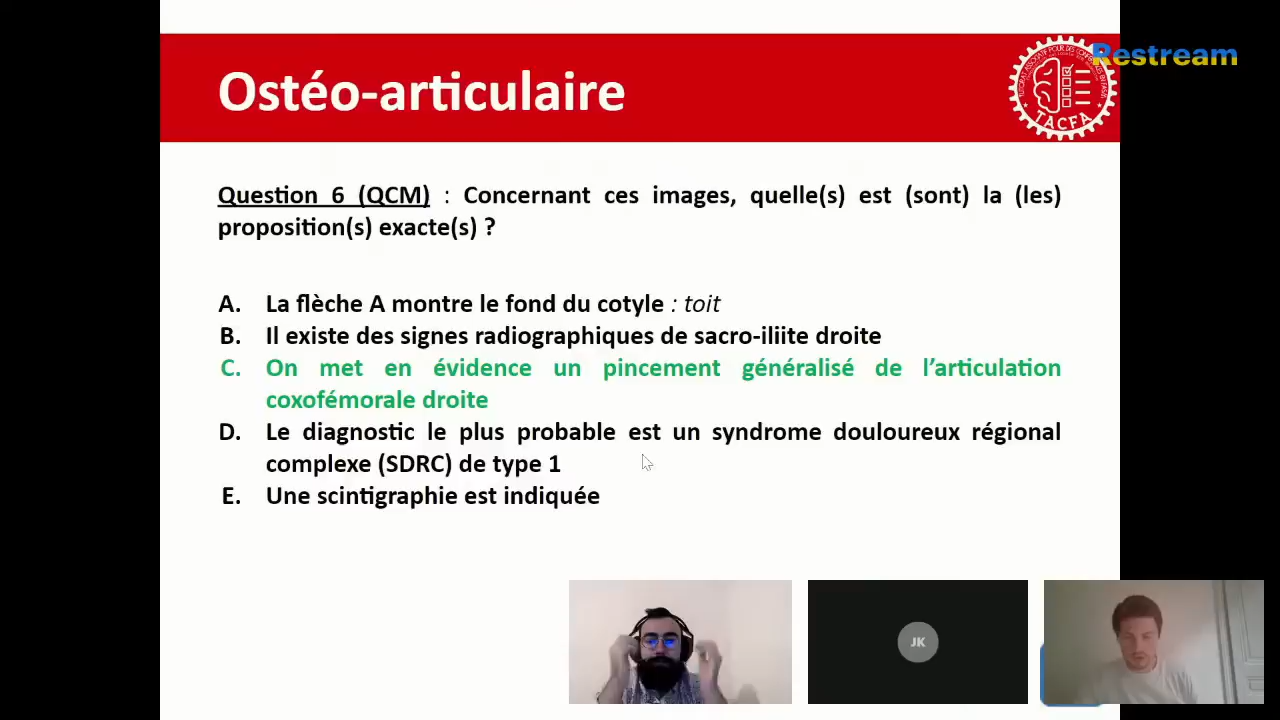 Restream
Ostéo-articulaire
TACFA
Question 6 (QCM) : Concernant ces images, quelle(s) est (sont) la (les)
proposition(s) exacte(s) ?
A. La flèche A montre le fond du cotyle : toit
B. Il existe des signes radiographiques de sacro-iliite droite
C. On met en évidence un pincement généralisé de l’articulation
coxofémorale droite
D. Le diagnostic le plus probable est un syndrome douloureux régional
complexe (SDRC) de type 1
E. Une scintigraphie est indiquée
JK